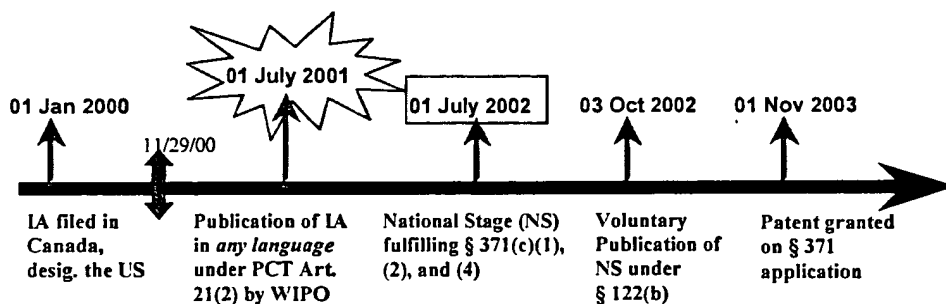 01 Jan 2000
01 July 2001
01 July 2002
03 Oct 2002
01 Nov 2003
11/29/00
IA filed in
Canada,
desig. the US
Publication of IA
in any language
under PCT Art.
21(2) by WIPO
National Stage (NS)
fulfilling § 371(c)(1),
(2), and (4)
Voluntary
Publication of
NS under
§ 122(b)
Patent granted
on § 371
application